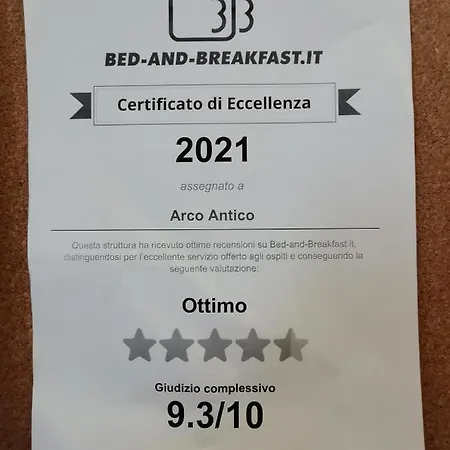 BED-AND-BREAKFAST.IT
Certificato di Eccellenza
2021
assegnato a
Arco Antico
Questa struttura ha ricevuto ottime recensioni su Bed-and-Breakfast.it,
distinguendosi per l'eccellente servizio offerto agli ospiti e conseguendo la
seguente valutazione:
Ottimo
Giudizio complessivo
9.3/10